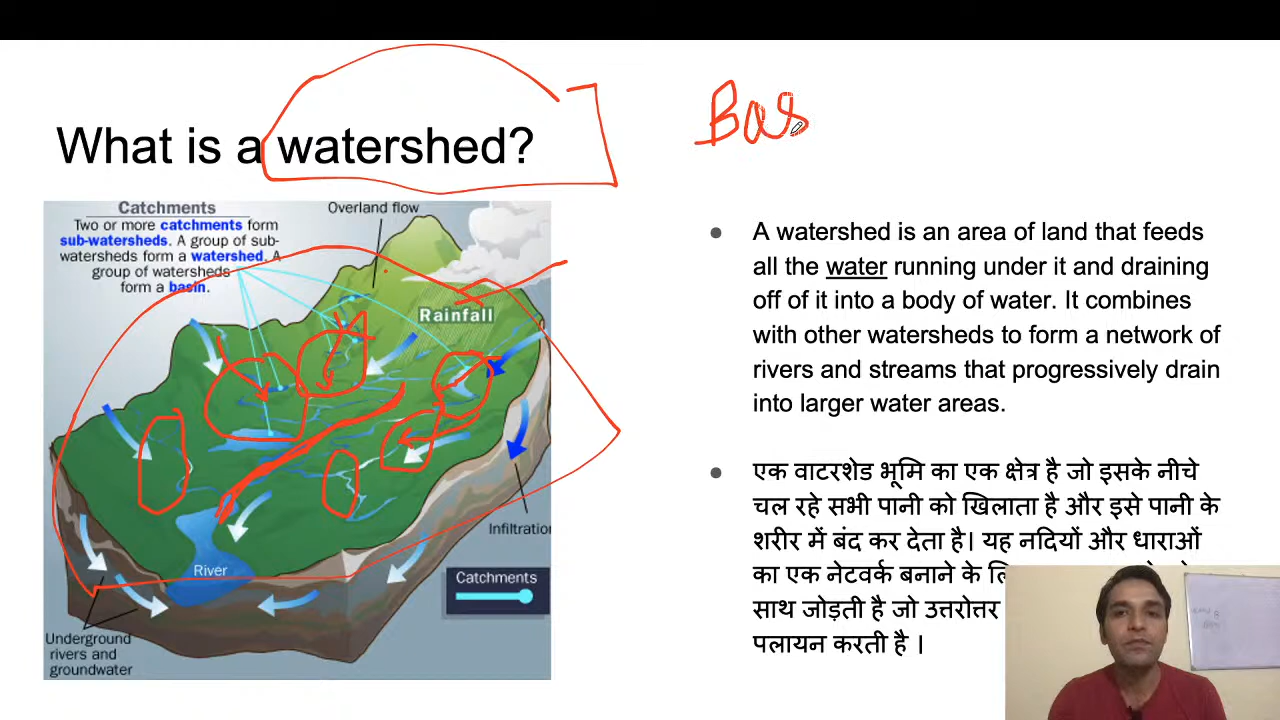 What is a watershed?
Bas
Catchments
Two or more catchments form
sub-watersheds. A group of sub-
watersheds form a watershed. A
group of watersheds
form a basin.
Overland flow
Rainfall
Infiltratio
River
Catchments
Underground
rivers and
groundwater
A watershed is an area of land that feeds
all the water running under it and draining
off of it into a body of water. It combines
with other watersheds to form a network of
rivers and streams that progressively drain
into larger water areas.
एक वाटरशेड भूमि का एक क्षेत्र है जो इसके नीचे
चल रहे सभी पानी को खिलाता है और इसे पानी के
शरीर में बंद कर देता है। यह नदियों और धाराओं
का एक नेटवर्क बनाने के
साथ जोड़ती है जो उत्तरोत्तर
पलायन करती है ।